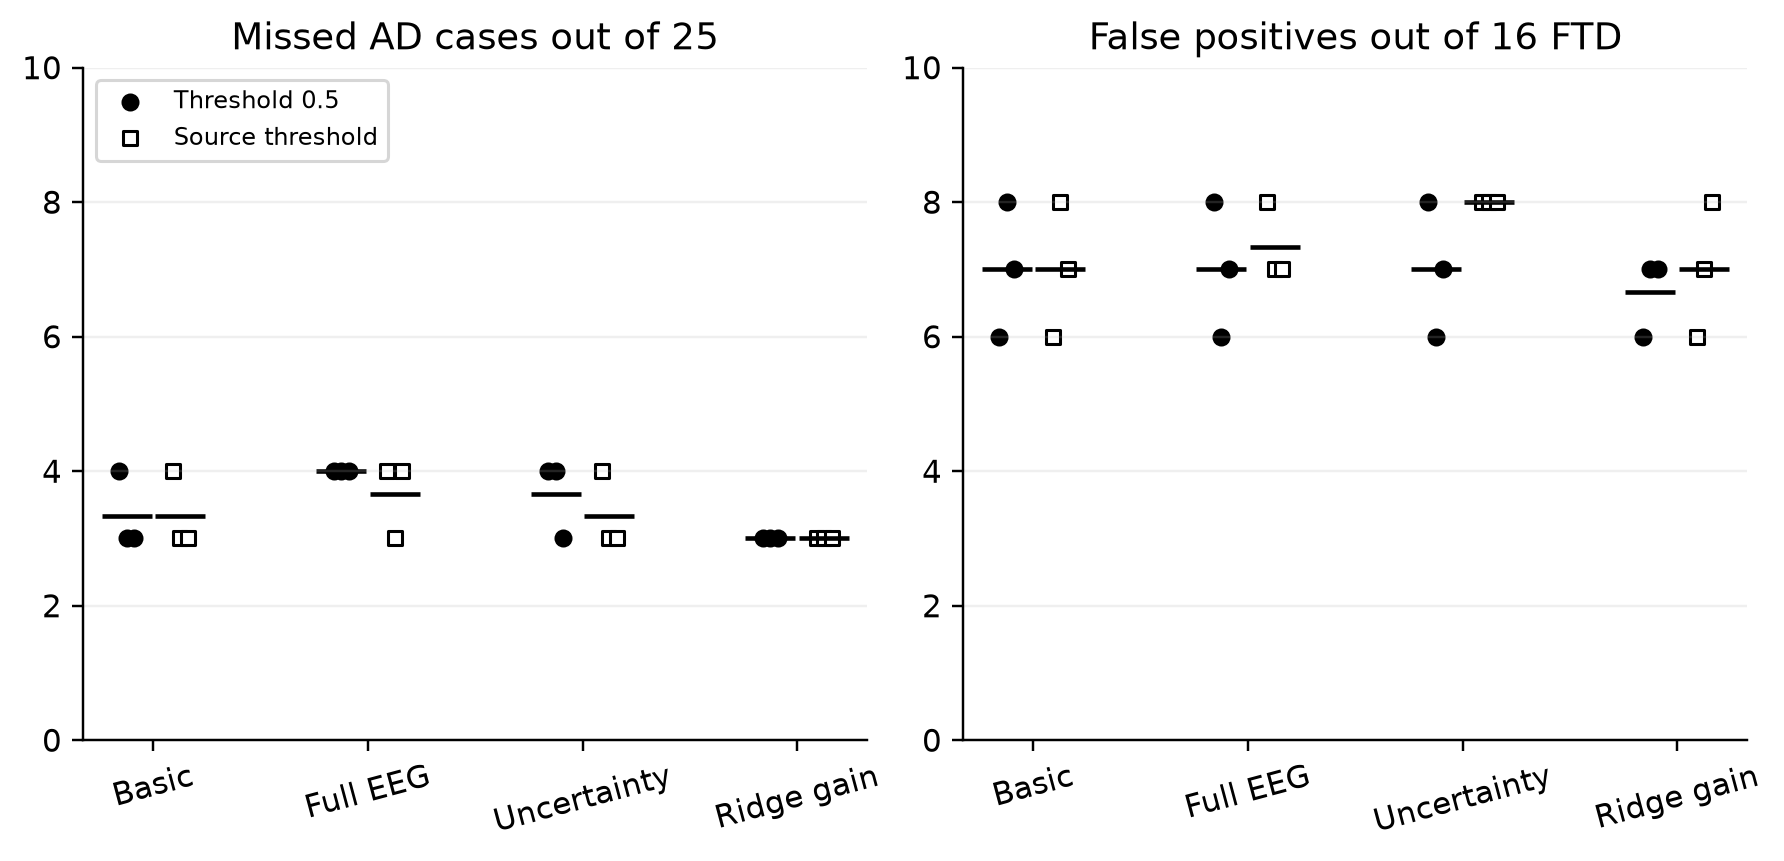 Missed AD cases out of 25
10
8
6
4
2
0
Threshold 0.5
Source threshold
Basic
Full EEG
Uncertainty
Ridge gain
False positives out of 16 FTD
10
8
6
4
2
0
Basic
Full EEG
Uncertainty
Ridge gain